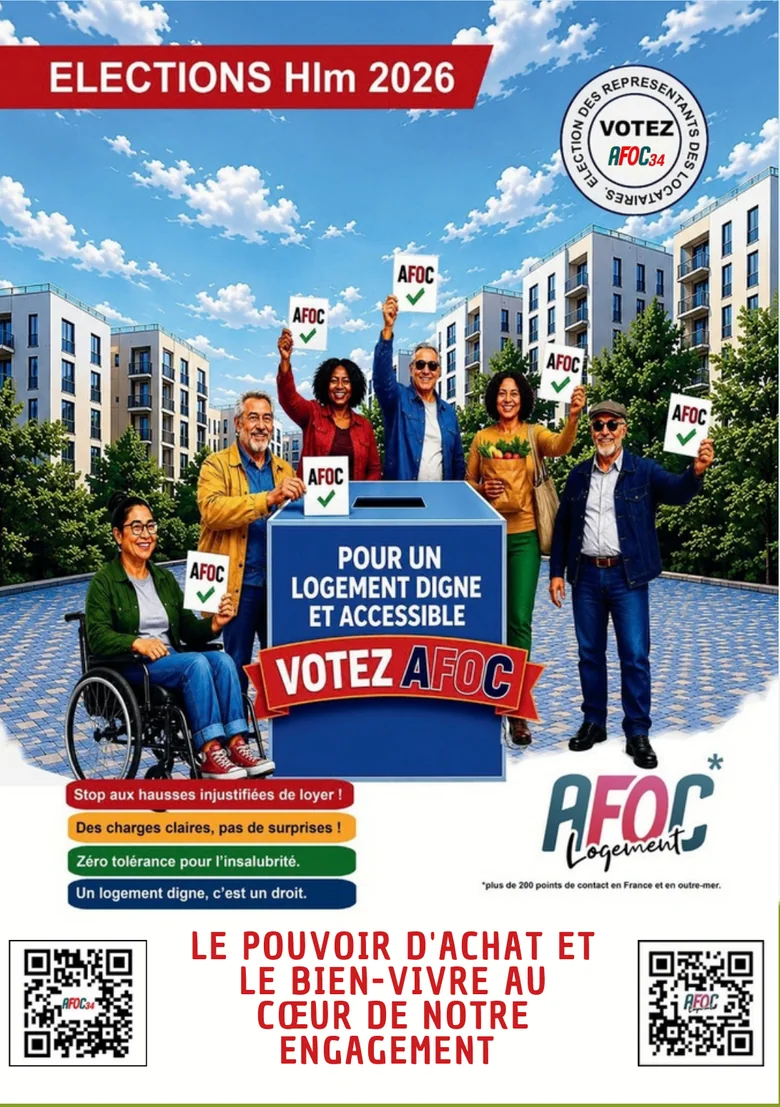 ELECTIONS Hlm 2026
ELECTION DES REPRESENTANTS DES LOCATAIRES.
VOTEZ
AFOC34
AFOC
AFOC
AFOC
AFOC
AFOC
AFOC
POUR UN
LOGEMENT DIGNE
ET ACCESSIBLE
VOTEZ AFOC
Stop aux hausses injustifiées de loyer !
Des charges claires, pas de surprises !
Zéro tolérance pour l'insalubrité.
Un logement digne, c'est un droit.
AFOC*
Logement
*plus de 200 points de contact en France et en outre-mer.
LE POUVOIR D'ACHAT ET
LE BIEN-VIVRE AU
CŒUR DE NOTRE
ENGAGEMENT
AFOC34
AFOC
Logement